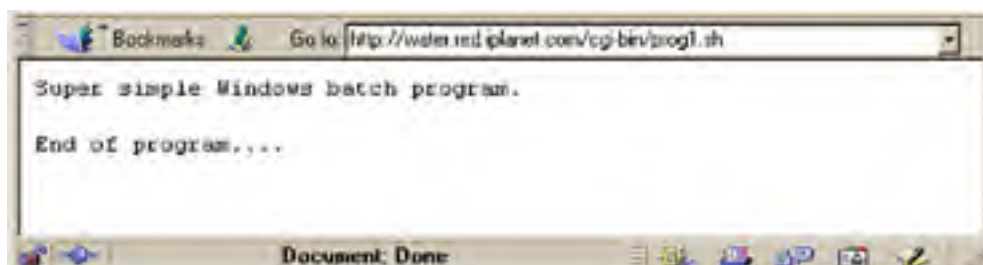 Bookmarks Go to: http://water.red.iplanet.com/cgi-bin/prog1.sh
Super simple Windows batch program.
End of program....
Document: Done